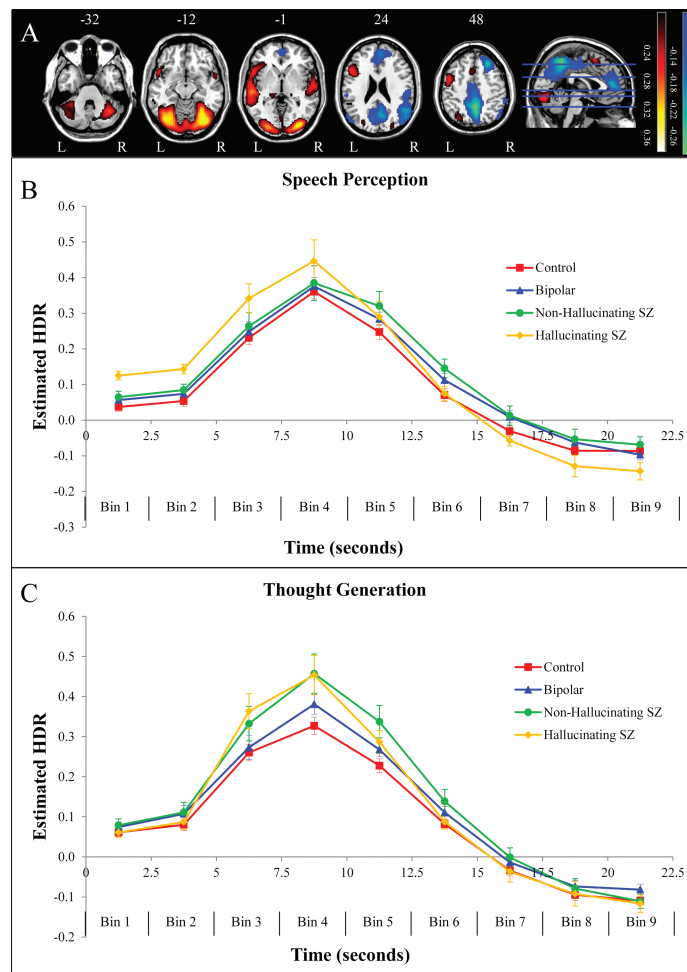 A
-32 -12 -1 24 48
L R L R L R L R L R
0.24 0.28 0.32 0.36
-0.14 -0.18 -0.22 -0.26
B
Speech Perception
Estimated HDR
0.6
0.5
0.4
0.3
0.2
0.1
0.0
-0.1
-0.2
-0.3
0 2.5 5 7.5 10 12.5 15 17.5 20 22.5
Control
Bipolar
Non-Hallucinating SZ
Hallucinating SZ
Bin 1 Bin 2 Bin 3 Bin 4 Bin 5 Bin 6 Bin 7 Bin 8 Bin 9
Time (seconds)
C
Thought Generation
Estimated HDR
0.6
0.5
0.4
0.3
0.2
0.1
0.0
-0.1
-0.2
0 2.5 5 7.5 10 12.5 15 17.5 20 22.5
Control
Bipolar
Non-Hallucinating SZ
Hallucinating SZ
Bin 1 Bin 2 Bin 3 Bin 4 Bin 5 Bin 6 Bin 7 Bin 8 Bin 9
Time (seconds)